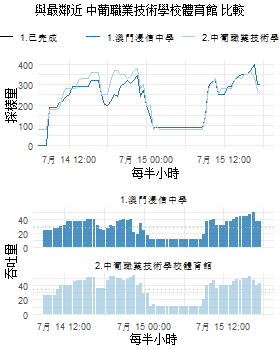 與最鄰近 中葡職業技術學校體育館 比較
1.已完成 1.澳門浸信中學 2.中葡職業技術學
採樣量
400
300
200
100
0
7月 14 12:00 7月 15 00:00 7月 15 12:00
每半小時
1.澳門浸信中學
40
20
0
2.中葡職業技術學校體育館
40
20
0
吞吐量
7月 14 12:00 7月 15 00:00 7月 15 12:00
每半小時